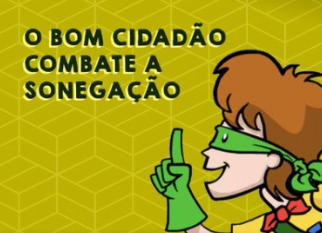 O BOM CIDADÃO
COMBATE A
SONEGAÇÃO